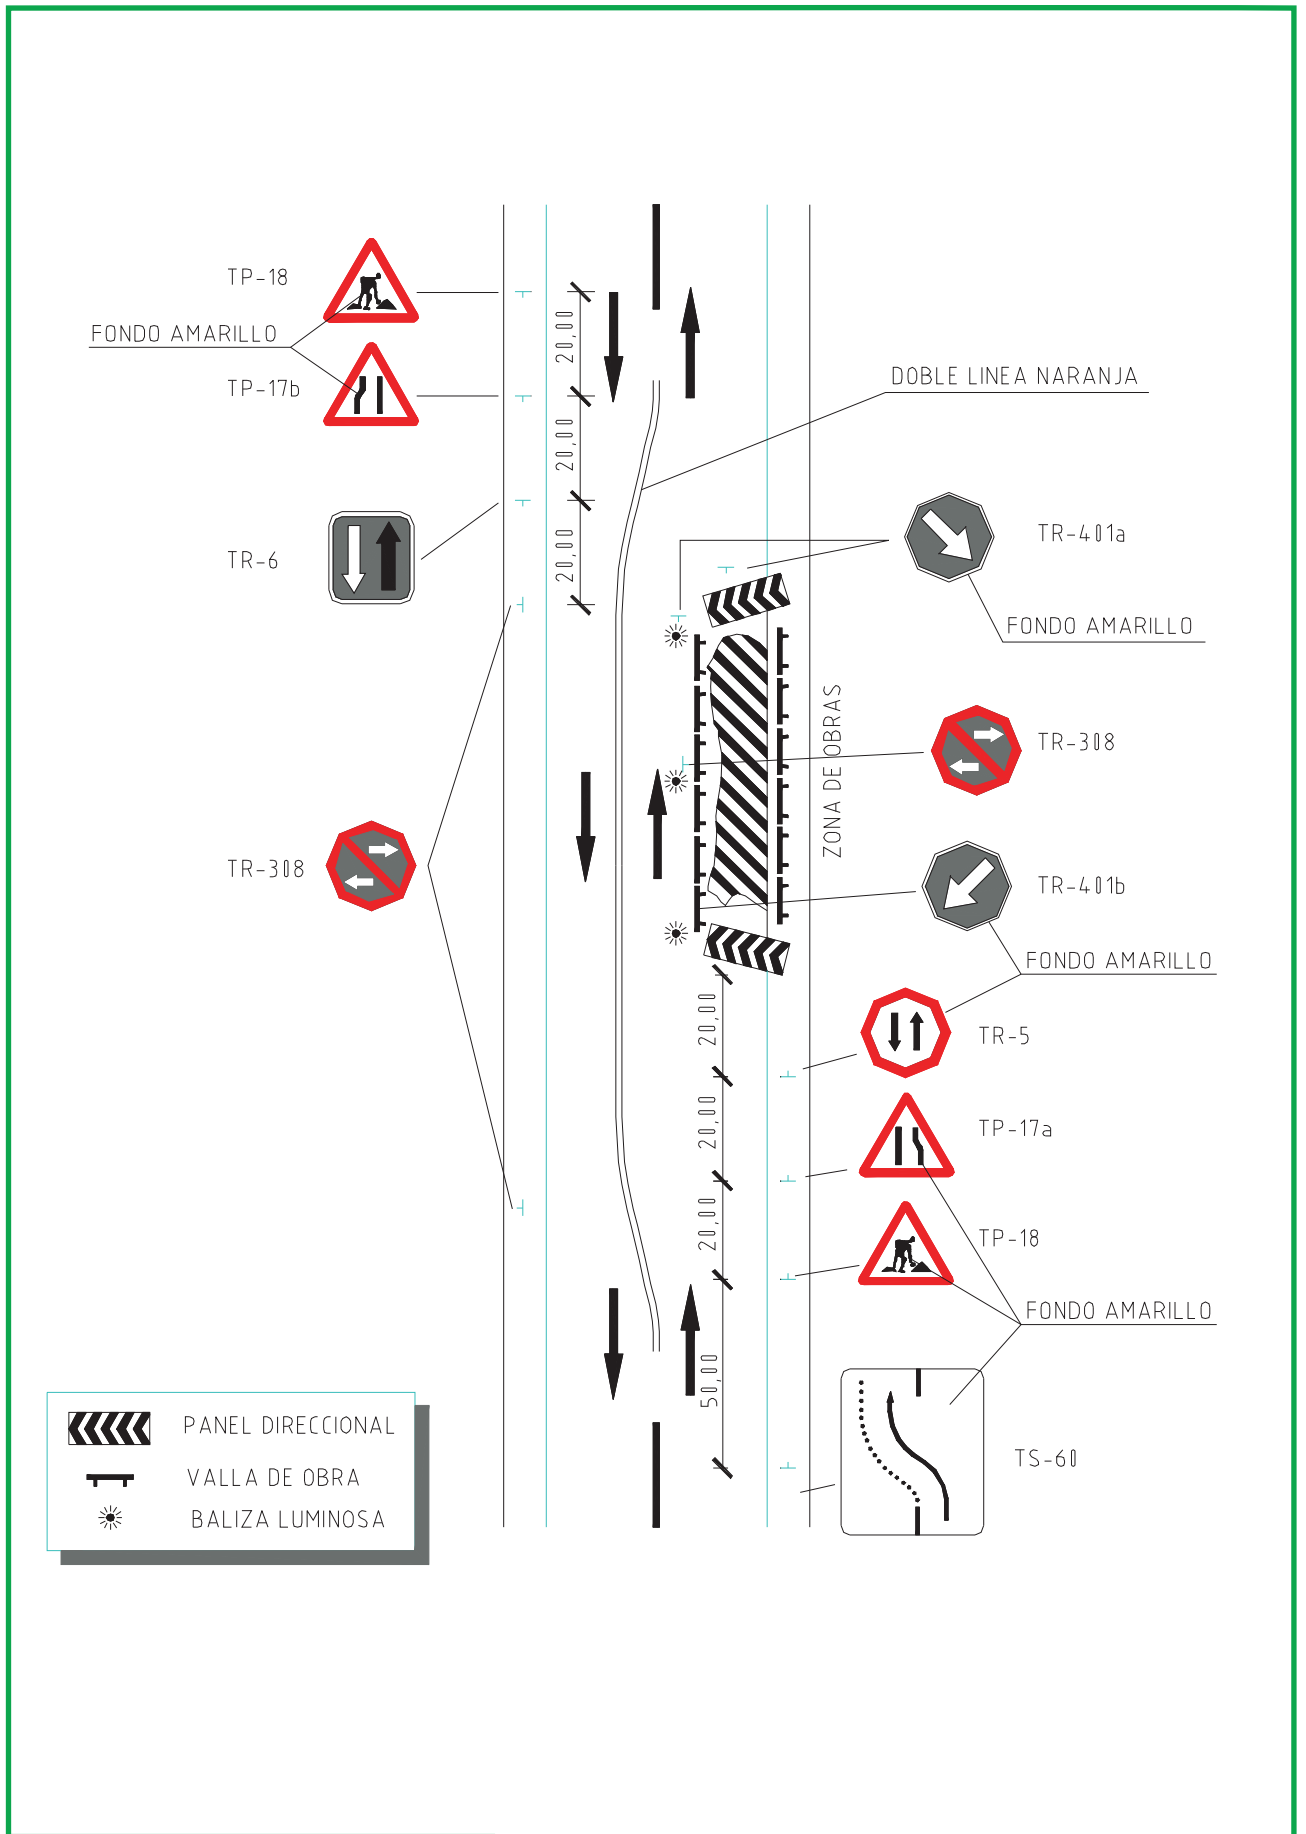 TP-18
FONDO AMARILLO
TP-17b
20,00
20,00
20,00
DOBLE LINEA NARANJA
TR-6
TR-401a
FONDO AMARILLO
ZONA DE OBRAS
TR-308
TR-308
TR-401b
FONDO AMARILLO
20,00
TR-5
20,00
TP-17a
20,00
TP-18
FONDO AMARILLO
50,00
TS-60
PANEL DIRECCIONAL
VALLA DE OBRA
BALIZA LUMINOSA